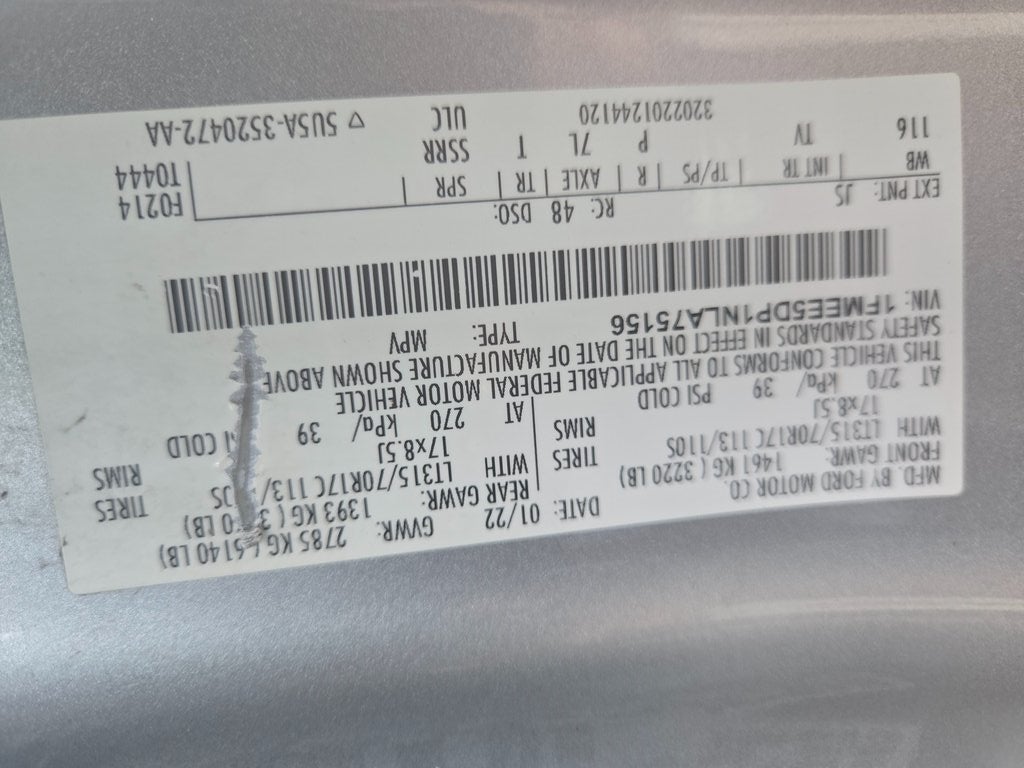 MFD. BY FORD MOTOR CO.
DATE: 01/22 GVWR: 2785 KG ( 6140 LB)
FRONT GAWR: 1461 KG ( 3220 LB) REAR GAWR: 1393 KG ( LB)
WITH LT315/70R17C 113/110S TIRES WITH LT315/70R17C 113/ TIRES
17x8.5J RIMS 17x8.5J RIMS
AT 270 kPa/ 39 PSI COLD AT 270 kPa/ 39 COLD
THIS VEHICLE CONFORMS TO ALL APPLICABLE FEDERAL MOTOR VEHICLE
SAFETY STANDARDS IN EFFECT ON THE DATE OF MANUFACTURE SHOWN ABOVE
VIN: 1FMEE5DP1NLA75156 TYPE: MPV
EXT PNT: JS RC: 48 DSO: F0214
WB | INT TR | TP/PS | R | AXLE | TR | SPR | T0444
116 TV P 7L T SSRR
3202201244120 ULC ▽ 5U5A-3520472-AA